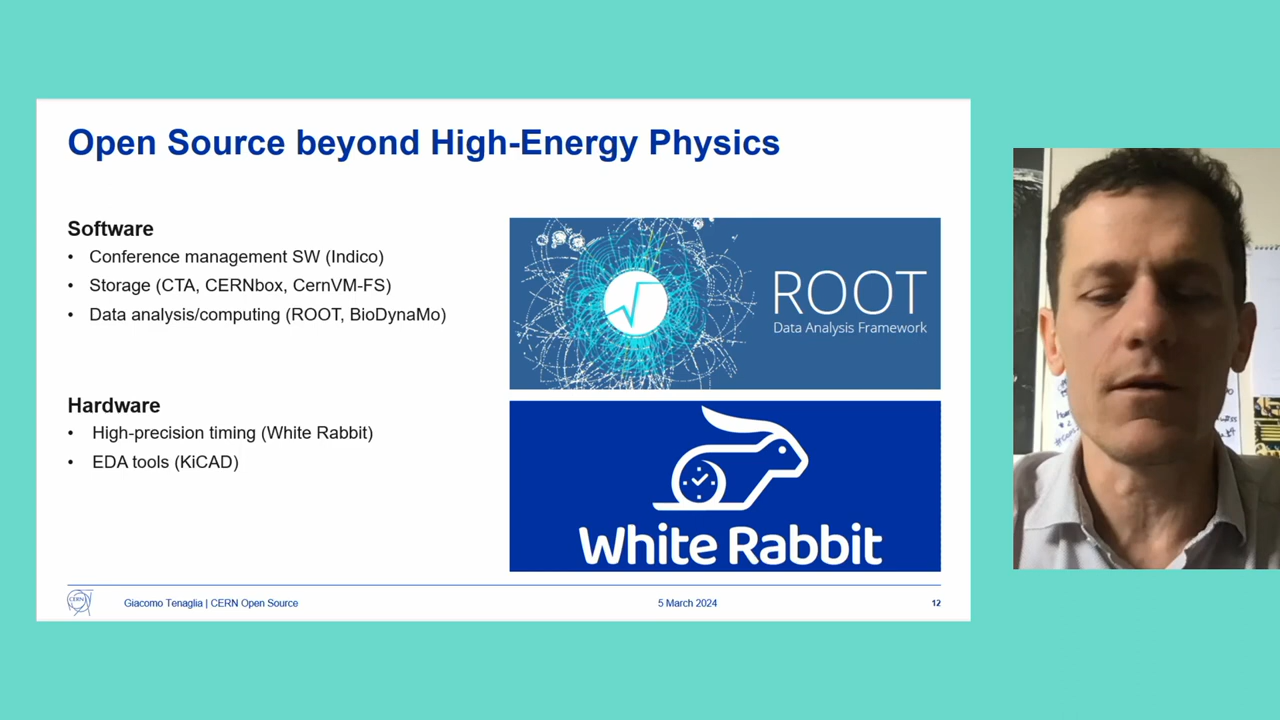 Open Source beyond High-Energy Physics
Software
• Conference management SW (Indico)
• Storage (CTA, CERNbox, CernVM-FS)
• Data analysis/computing (ROOT, BioDynaMo)
Hardware
• High-precision timing (White Rabbit)
• EDA tools (KiCAD)
ROOT
Data Analysis Framework
White Rabbit
CERN
Giacomo Tenaglia | CERN Open Source
5 March 2024
12